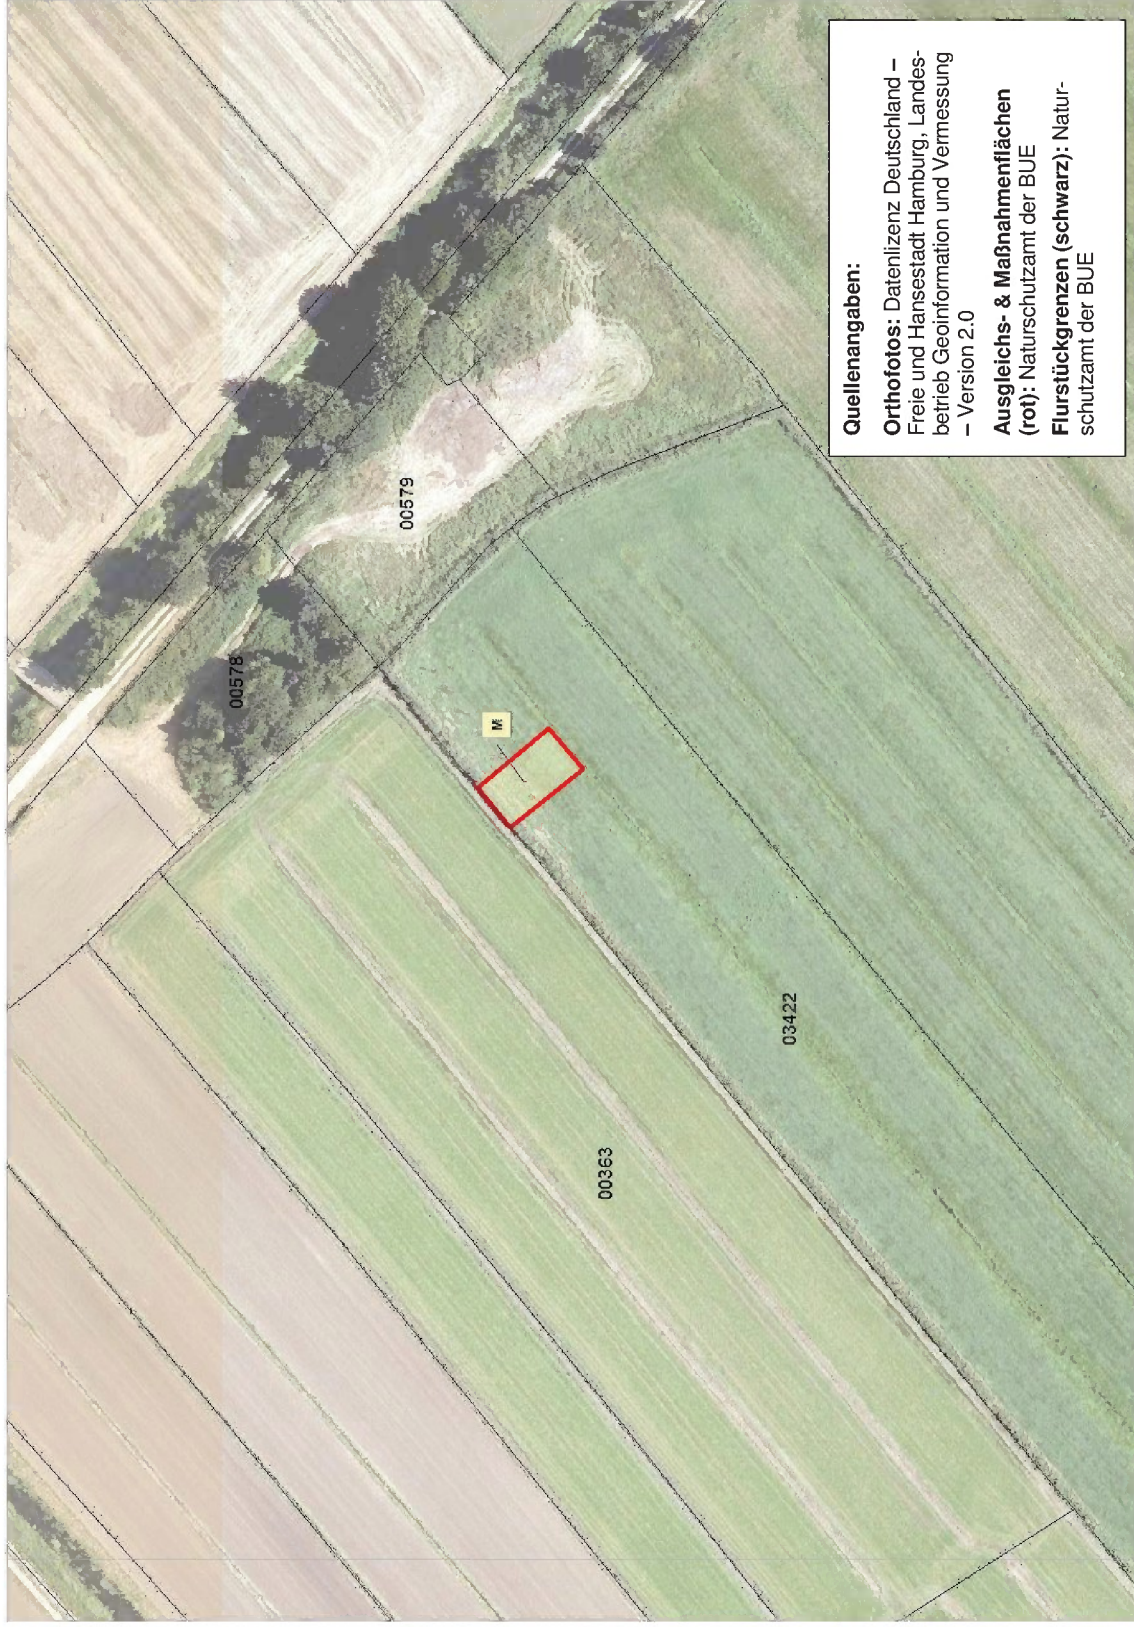 00578
00579
M
03422
00363
Quellenangaben:
Orthofotos: Datenlizenz Deutschland –
Freie und Hansestadt Hamburg, Landes-
betrieb Geoinformation und Vermessung
– Version 2.0
Ausgleichs- & Maßnahmenflächen
(rot): Naturschutzamt der BUE
Flurstückgrenzen (schwarz): Natur-
schutzamt der BUE